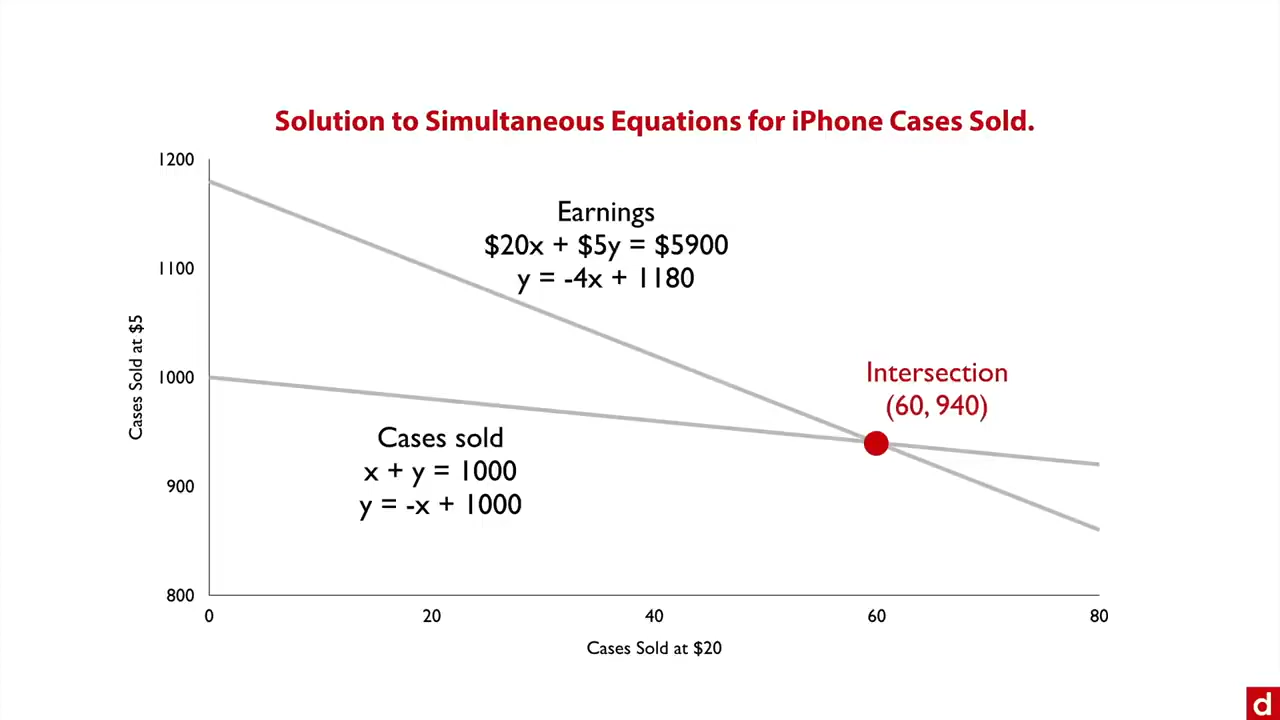 Solution to Simultaneous Equations for iPhone Cases Sold.
1200
1100
1000
900
800
Cases Sold at $5
Earnings
$20x + $5y = $5900
y = -4x + 1180
Intersection
(60, 940)
Cases sold
x + y = 1000
y = -x + 1000
0 20 40 60 80
Cases Sold at $20
d